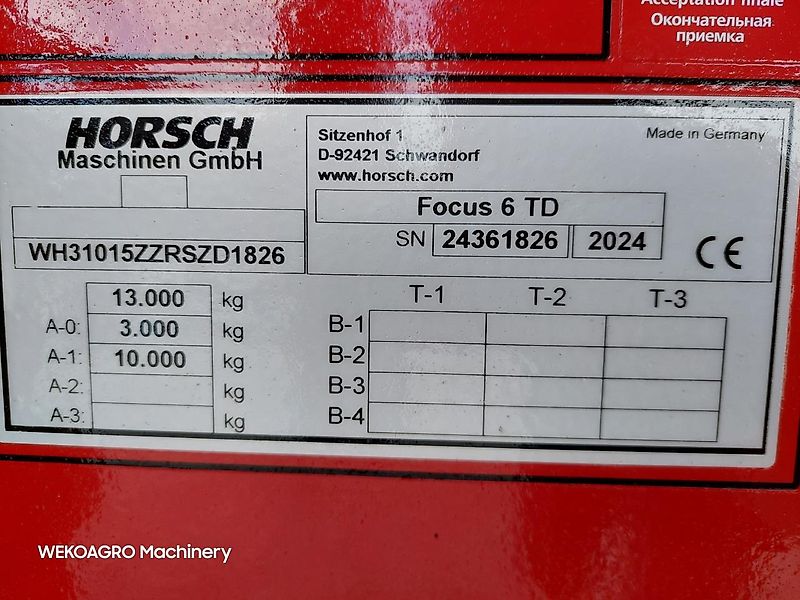 Acceptation finale
Окончательная
приемка
HORSCH
Maschinen GmbH
Sitzenhof 1
D-92421 Schwandorf
www.horsch.com
Made in Germany
Focus 6 TD
SN 24361826 2024
CE
WH31015ZZRSZD1826
13.000 kg
A-0: 3.000 kg
A-1: 10.000 kg
A-2: kg
A-3: kg
T-1 T-2 T-3
B-1
B-2
B-3
B-4
WEKOAGRO Machinery